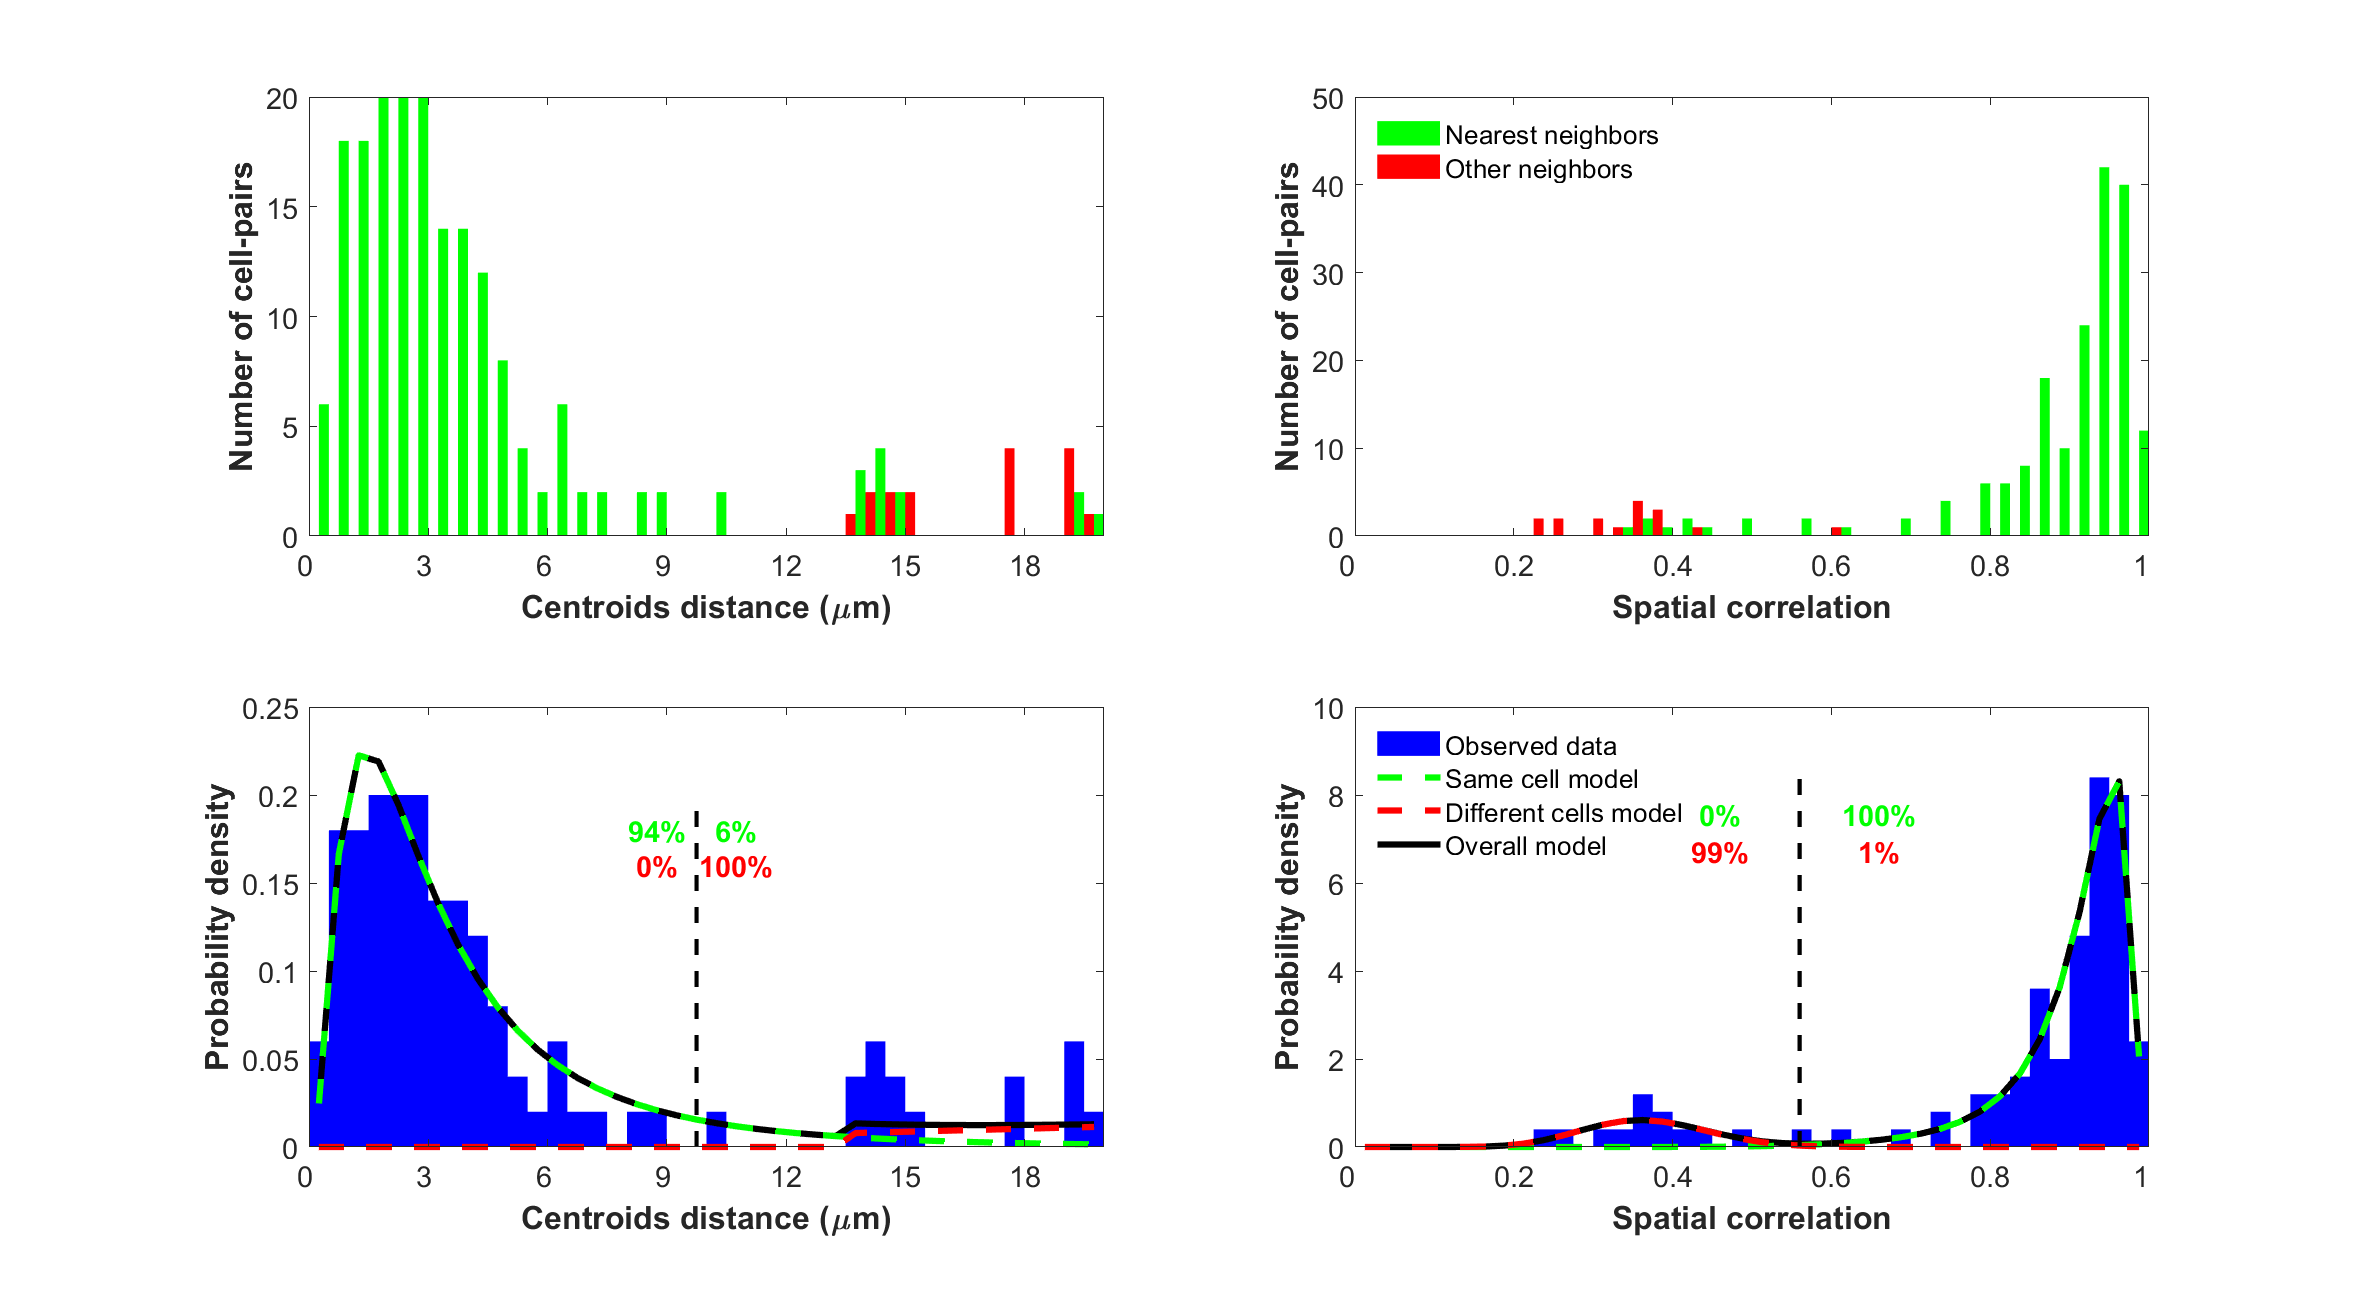 20
15
10
5
0
0 3 6 9 12 15 18
Number of cell-pairs
Centroids distance (μm)
50
40
30
20
10
0
0 0.2 0.4 0.6 0.8 1
Number of cell-pairs
Spatial correlation
Nearest neighbors
Other neighbors
0.25
0.2
0.15
0.1
0.05
0
0 3 6 9 12 15 18
Probability density
Centroids distance (μm)
94% 6%
0% 100%
10
8
6
4
2
0
0 0.2 0.4 0.6 0.8 1
Probability density
Spatial correlation
Observed data
Same cell model
Different cells model
Overall model
0% 100%
99% 1%